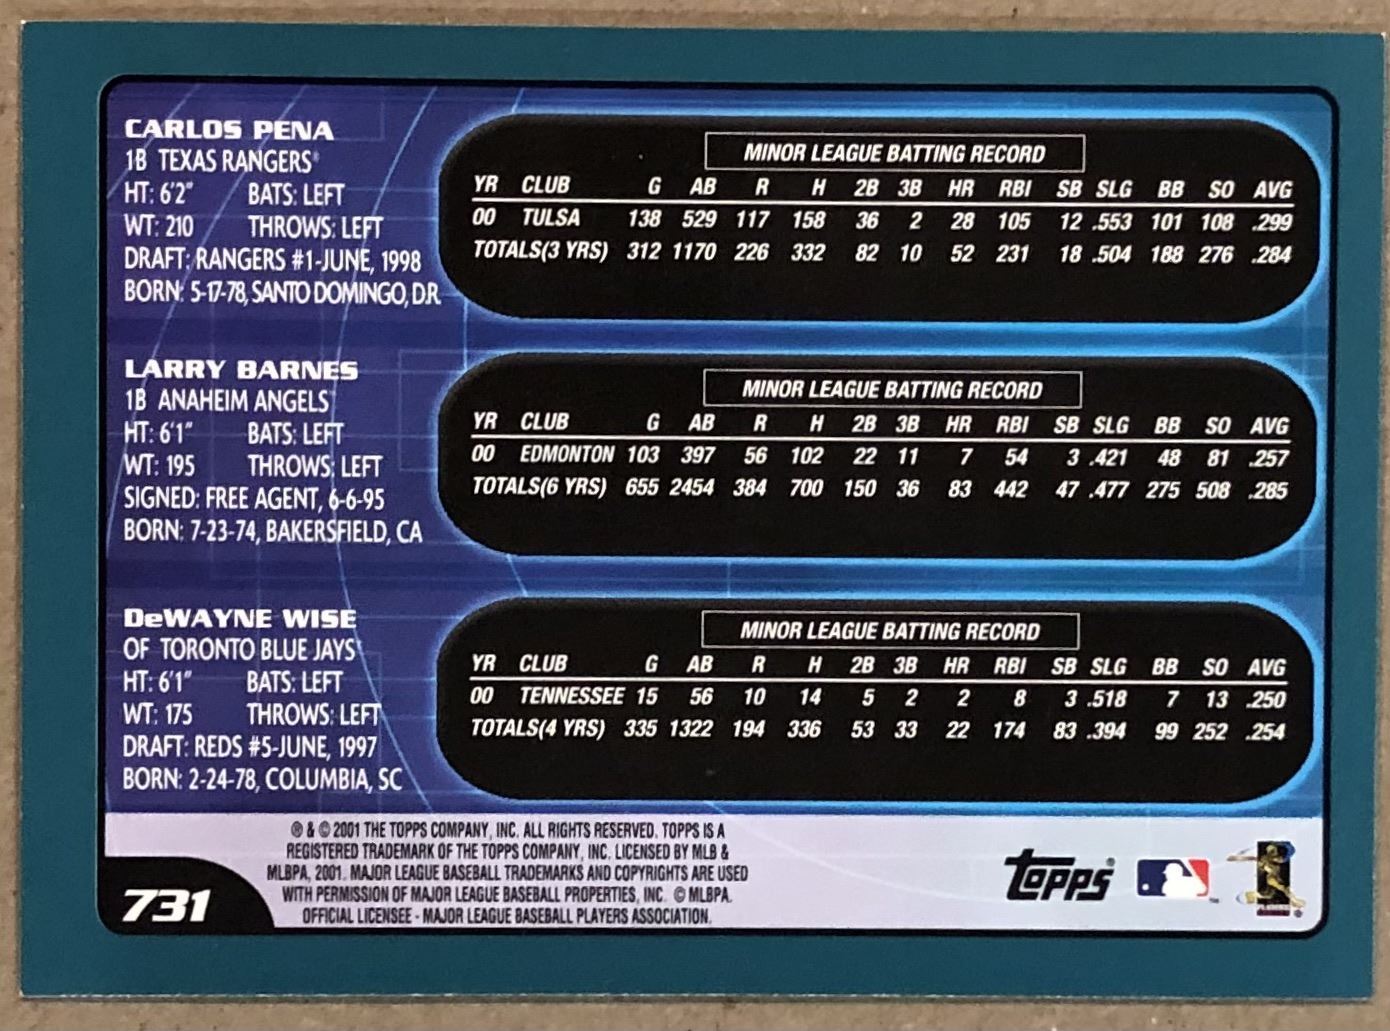 CARLOS PENA
1B TEXAS RANGERS
HT: 6'2" BATS: LEFT
WT: 210 THROWS: LEFT
DRAFT: RANGERS #1-JUNE, 1998
BORN: 5-17-78, SANTO DOMINGO, D.R.
MINOR LEAGUE BATTING RECORD
YR CLUB G AB R H 2B 3B HR RBI SB SLG BB SO AVG
00 TULSA 138 529 117 158 36 2 28 105 12 .553 101 108 .299
TOTALS(3 YRS) 312 1170 226 332 82 10 52 231 18 .504 188 276 .284
LARRY BARNES
1B ANAHEIM ANGELS
HT: 6'1" BATS: LEFT
WT: 195 THROWS: LEFT
SIGNED: FREE AGENT, 6-6-95
BORN: 7-23-74, BAKERSFIELD, CA
MINOR LEAGUE BATTING RECORD
YR CLUB G AB R H 2B 3B HR RBI SB SLG BB SO AVG
00 EDMONTON 103 397 56 102 22 11 7 54 3 .421 48 81 .257
TOTALS(6 YRS) 655 2454 384 700 150 36 83 442 47 .477 275 508 .285
DeWAYNE WISE
OF TORONTO BLUE JAYS
HT: 6'1" BATS: LEFT
WT: 175 THROWS: LEFT
DRAFT: REDS #5-JUNE, 1997
BORN: 2-24-78, COLUMBIA, SC
MINOR LEAGUE BATTING RECORD
YR CLUB G AB R H 2B 3B HR RBI SB SLG BB SO AVG
00 TENNESSEE 15 56 10 14 5 2 2 8 3 .518 7 13 .250
TOTALS(4 YRS) 335 1322 194 336 53 33 22 174 83 .394 99 252 .254
® & © 2001 THE TOPPS COMPANY, INC. ALL RIGHTS RESERVED. TOPPS IS A
REGISTERED TRADEMARK OF THE TOPPS COMPANY, INC. LICENSED BY MLB &
MLBPA, 2001. MAJOR LEAGUE BASEBALL TRADEMARKS AND COPYRIGHTS ARE USED
WITH PERMISSION OF MAJOR LEAGUE BASEBALL PROPERTIES, INC. © MLBPA.
OFFICIAL LICENSEE - MAJOR LEAGUE BASEBALL PLAYERS ASSOCIATION.
731
Topps®